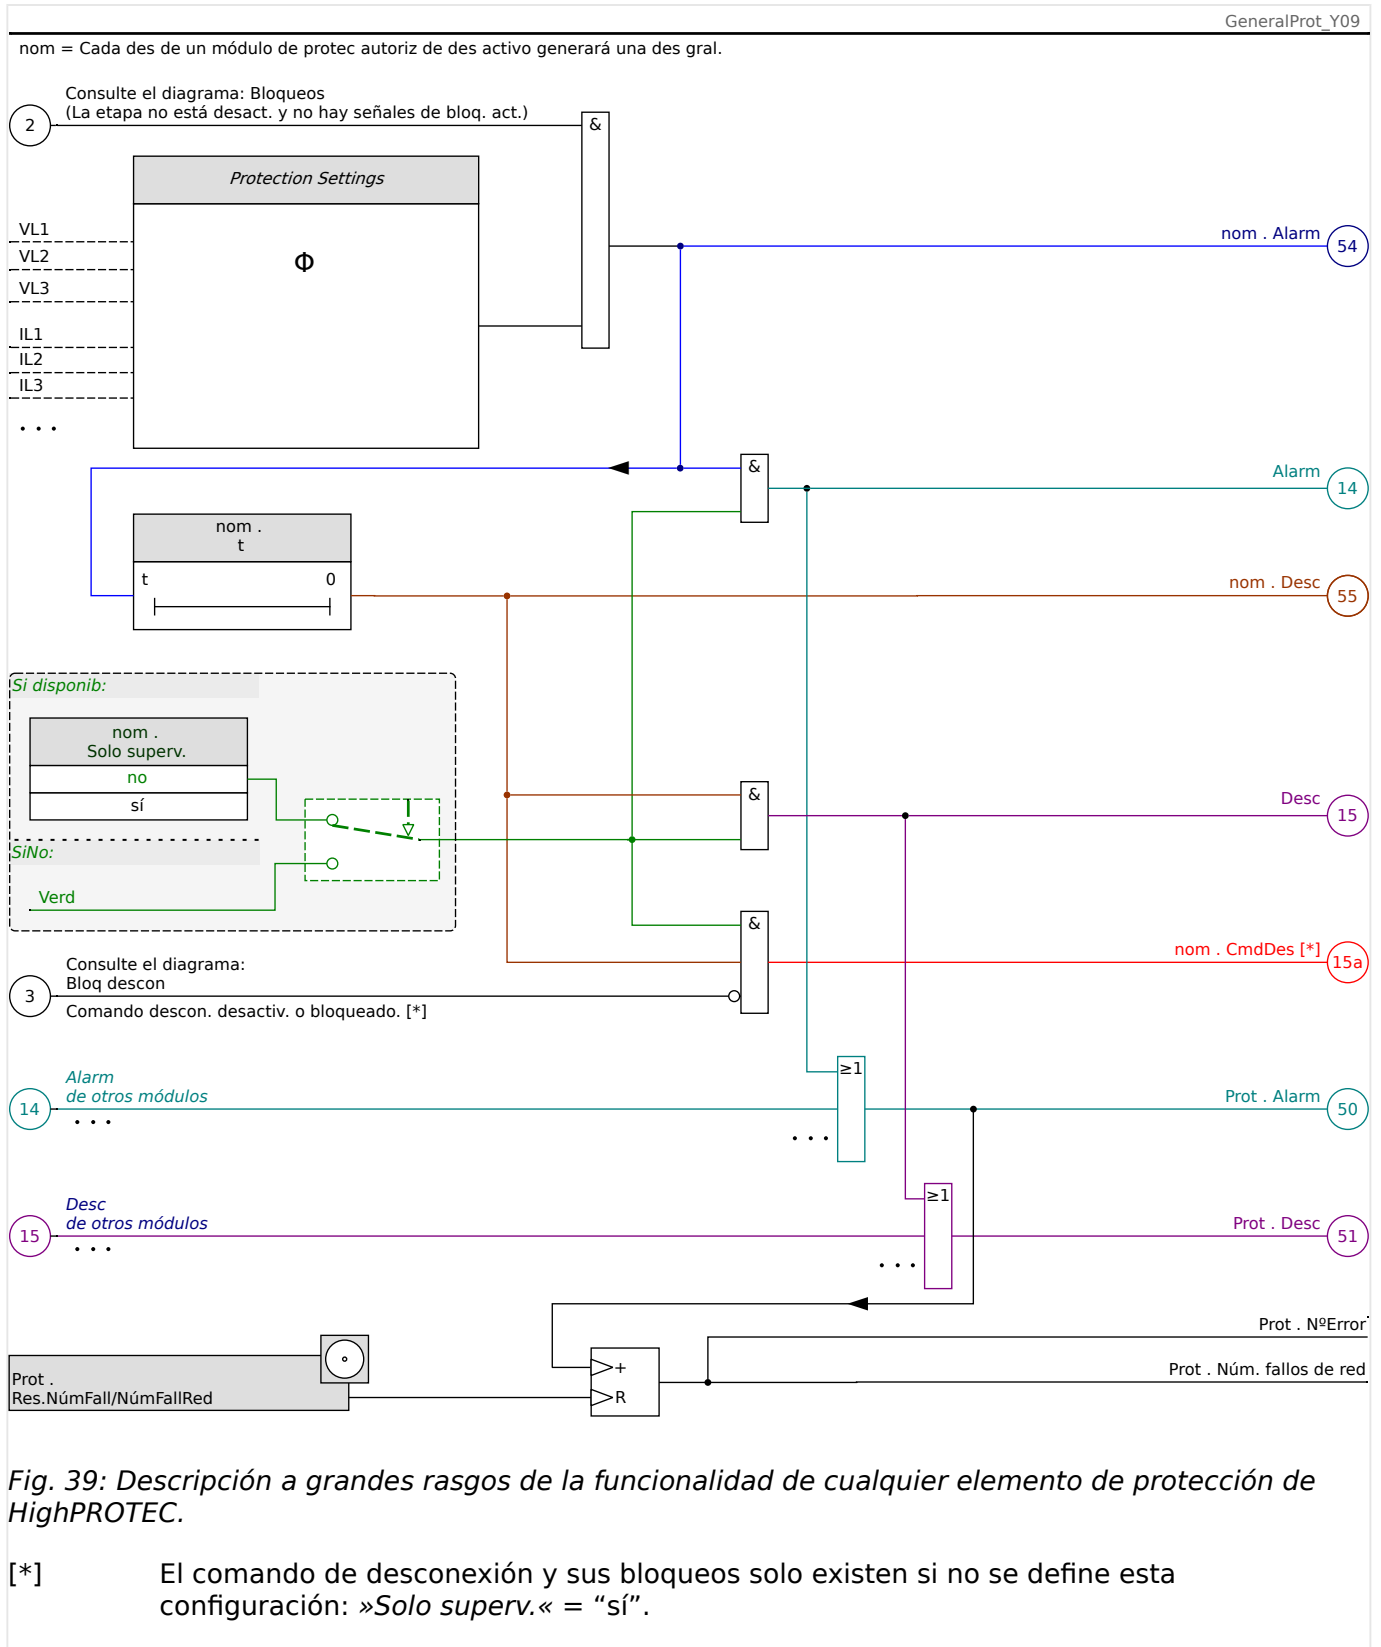 GeneralProt_Y09
nom = Cada des de un módulo de protec autoriz de des activo generará una des gral.
Consulte el diagrama: Bloqueos
(La etapa no está desact. y no hay señales de bloq. act.)
2
&
Protection Settings
Φ
VL1
VL2
VL3
IL1
IL2
IL3
. . .
nom . Alarm
54
&
Alarm
14
nom .
t
t 0
nom . Desc
55
Si disponib:
nom .
Solo superv.
no
sí
SiNo:
Verd
&
Desc
15
&
nom . CmdDes [*]
15a
Consulte el diagrama:
Bloq descon
3
Comando descon. desactiv. o bloqueado. [*]
Alarm
de otros módulos
14
. . .
≥1
. . .
Prot . Alarm
50
Desc
de otros módulos
15
. . .
≥1
. . .
Prot . Desc
51
Prot . NºError
Prot . Núm. fallos de red
+
R
Prot .
Res.NúmFall/NúmFallRed
Fig. 39: Descripción a grandes rasgos de la funcionalidad de cualquier elemento de protección de
HighPROTEC.
[*] El comando de desconexión y sus bloqueos solo existen si no se define esta
configuración: »Solo superv.« = “sí”.